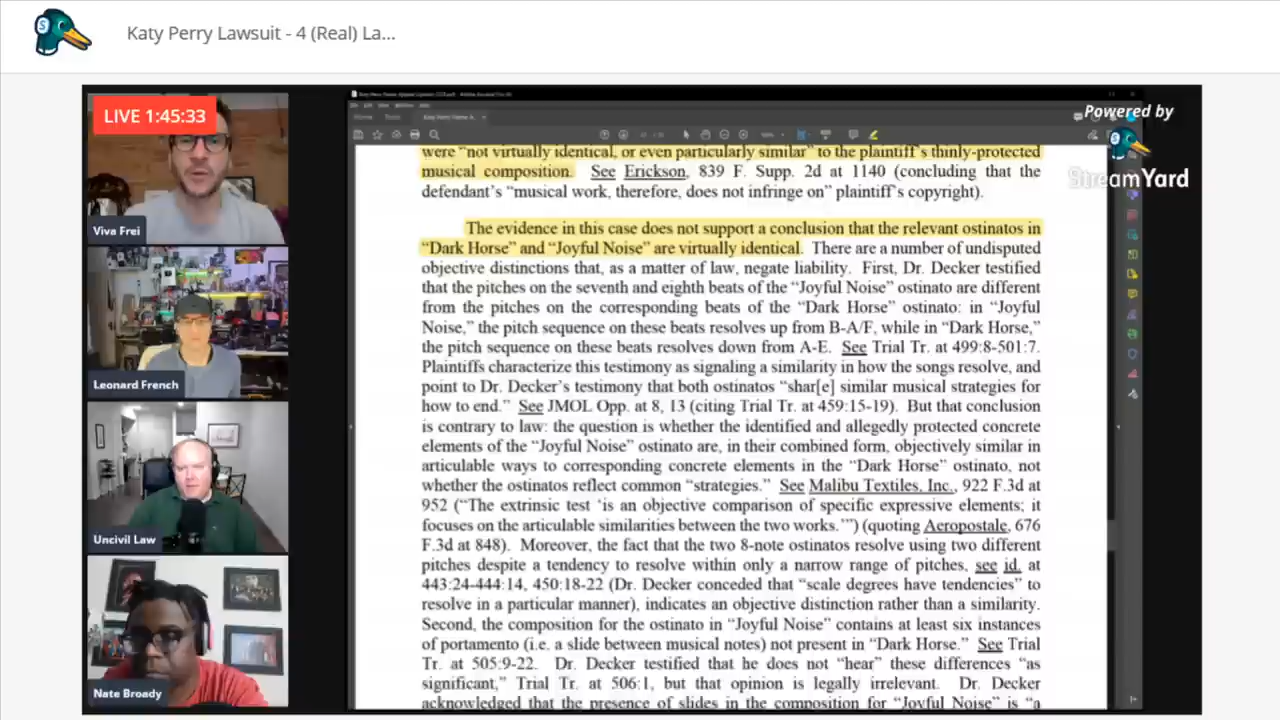 Katy Perry Lawsuit - 4 (Real) La...
LIVE 1:45:33
Viva Frei
Leonard French
Uncivil Law
Nate Broady
Powered by
StreamYard
were “not virtually identical, or even particularly similar” to the plaintiff’s thinly-protected
musical composition. See Erickson, 839 F. Supp. 2d at 1140 (concluding that the
defendant’s “musical work, therefore, does not infringe on” plaintiff’s copyright).
The evidence in this case does not support a conclusion that the relevant ostinatos in
“Dark Horse” and “Joyful Noise” are virtually identical. There are a number of undisputed
objective distinctions that, as a matter of law, negate liability. First, Dr. Decker testified
that the pitches on the seventh and eighth beats of the “Joyful Noise” ostinato are different
from the pitches on the corresponding beats of the “Dark Horse” ostinato: in “Joyful
Noise,” the pitch sequence on these beats resolves up from B-A/F, while in “Dark Horse,”
the pitch sequence on these beats resolves down from A-E. See Trial Tr. at 499:8-501:7.
Plaintiffs characterize this testimony as signaling a similarity in how the songs resolve, and
point to Dr. Decker’s testimony that both ostinatos “shar[e] similar musical strategies for
how to end.” See JMOL Opp. at 8, 13 (citing Trial Tr. at 459:15-19). But that conclusion
is contrary to law: the question is whether the identified and allegedly protected concrete
elements of the “Joyful Noise” ostinato are, in their combined form, objectively similar in
articulable ways to corresponding concrete elements in the “Dark Horse” ostinato, not
whether the ostinatos reflect common “strategies.” See Malibu Textiles, Inc., 922 F.3d at
952 (“The extrinsic test ‘is an objective comparison of specific expressive elements; it
focuses on the articulable similarities between the two works.’”) (quoting Aeropostale, 676
F.3d at 848). Moreover, the fact that the two 8-note ostinatos resolve using two different
pitches despite a tendency to resolve within only a narrow range of pitches, see id. at
443:24-444:14, 450:18-22 (Dr. Decker conceded that “scale degrees have tendencies” to
resolve in a particular manner), indicates an objective distinction rather than a similarity.
Second, the composition for the ostinato in “Joyful Noise” contains at least six instances
of portamento (i.e. a slide between musical notes) not present in “Dark Horse.” See Trial
Tr. at 505:9-22. Dr. Decker testified that he does not “hear” these differences “as
significant,” Trial Tr. at 506:1, but that opinion is legally irrelevant. Dr. Decker
acknowledged that the presence of slides in the composition for “Joyful Noise” is “a